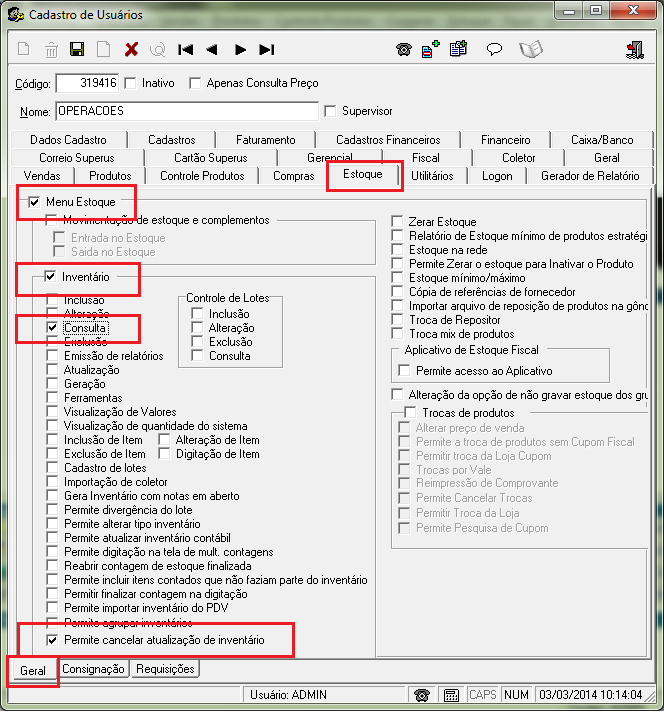 Cadastro de Usuários
Código: 319416 Inativo Apenas Consulta Preço
Nome: OPERACOES Supervisor
Dados Cadastro Cadastros Faturamento Cadastros Financeiros Financeiro Caixa/Banco
Correio Superus Cartão Superus Gerencial Fiscal Coletor Geral
Vendas Produtos Controle Produtos Compras Estoque Utilitários Logon Gerador de Relatório
Menu Estoque
Movimentação de estoque e complementos
Entrada no Estoque
Saida no Estoque
Inventário
Inclusão
Alteração
Consulta
Exclusão
Emissão de relatórios
Atualização
Geração
Ferramentas
Visualização de Valores
Visualização de quantidade do sistema
Inclusão de Item Alteração de Item
Exclusão de Item Digitação de Item
Cadastro de lotes
Importação de coletor
Gera Inventário com notas em aberto
Permite divergência do lote
Permite alterar tipo inventário
Permite atualizar inventário contábil
Permite digitação na tela de mult. contagens
Reabrir contagem de estoque finalizada
Permite incluir itens contados que não faziam parte do inventário
Permitir finalizar contagem na digitação
Permite importar inventário do PDV
Permite agrupar inventários
Permite cancelar atualização de inventário
Controle de Lotes
Inclusão
Alteração
Exclusão
Consulta
Zerar Estoque
Relatório de Estoque mínimo de produtos estratégi
Estoque na rede
Permite Zerar o estoque para Inativar o Produto
Estoque mínimo/máximo
Cópia de referências de fornecedor
Importar arquivo de reposição de produtos na gônd
Troca de Repositor
Troca mix de produtos
Aplicativo de Estoque Fiscal
Permite acesso ao Aplicativo
Alteração da opção de não gravar estoque dos gru
Trocas de produtos
Alterar preço de venda
Permite a troca de produtos sem Cupom Fiscal
Permitir troca da Loja Cupom
Trocas por Vale
Reimpressão de Comprovante
Permite Cancelar Trocas
Permitir Troca da Loja
Permite Pesquisa de Cupom
Geral Consignação Requisições
Usuário: ADMIN CAPS NUM 03/03/2014 10:14:04